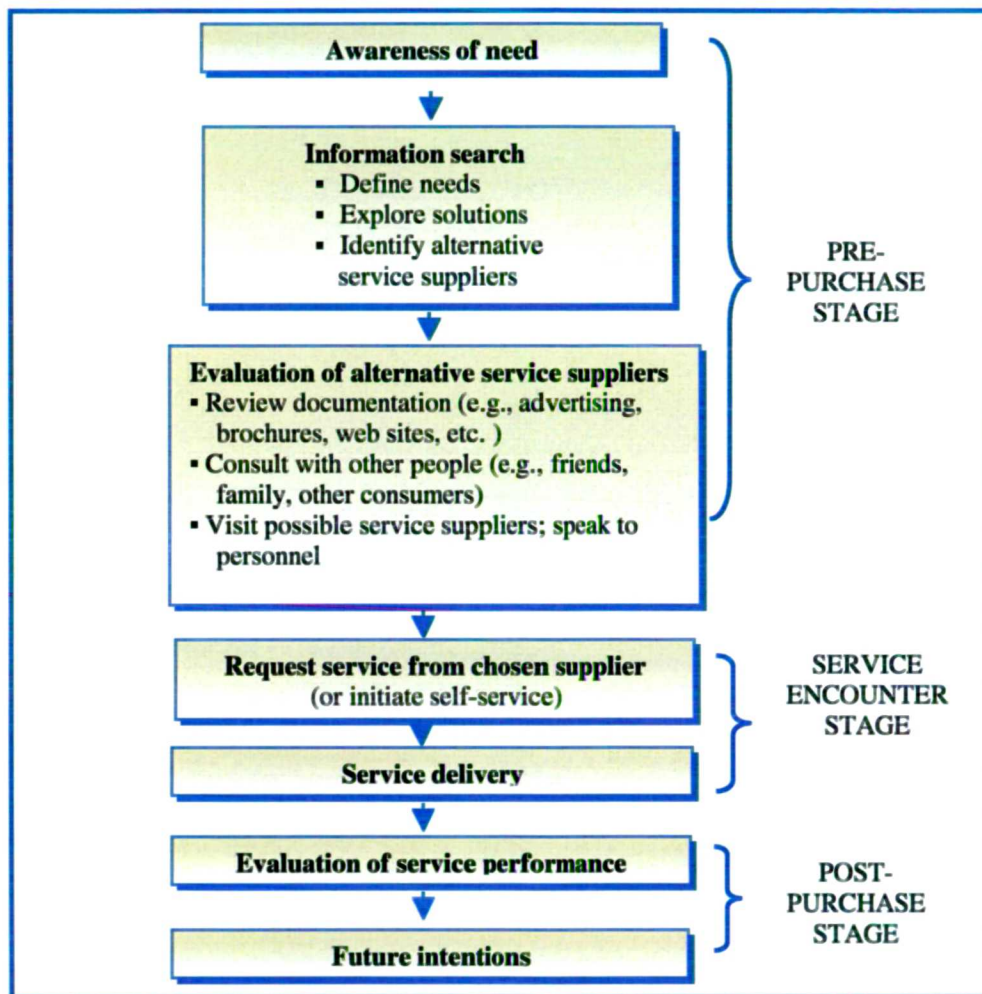 Awareness of need
Information search
▪ Define needs
▪ Explore solutions
▪ Identify alternative
service suppliers
PRE-
PURCHASE
STAGE
Evaluation of alternative service suppliers
▪ Review documentation (e.g., advertising,
brochures, web sites, etc. )
▪ Consult with other people (e.g., friends,
family, other consumers)
▪ Visit possible service suppliers; speak to
personnel
Request service from chosen supplier
(or initiate self-service)
Service delivery
SERVICE
ENCOUNTER
STAGE
Evaluation of service performance
Future intentions
POST-
PURCHASE
STAGE